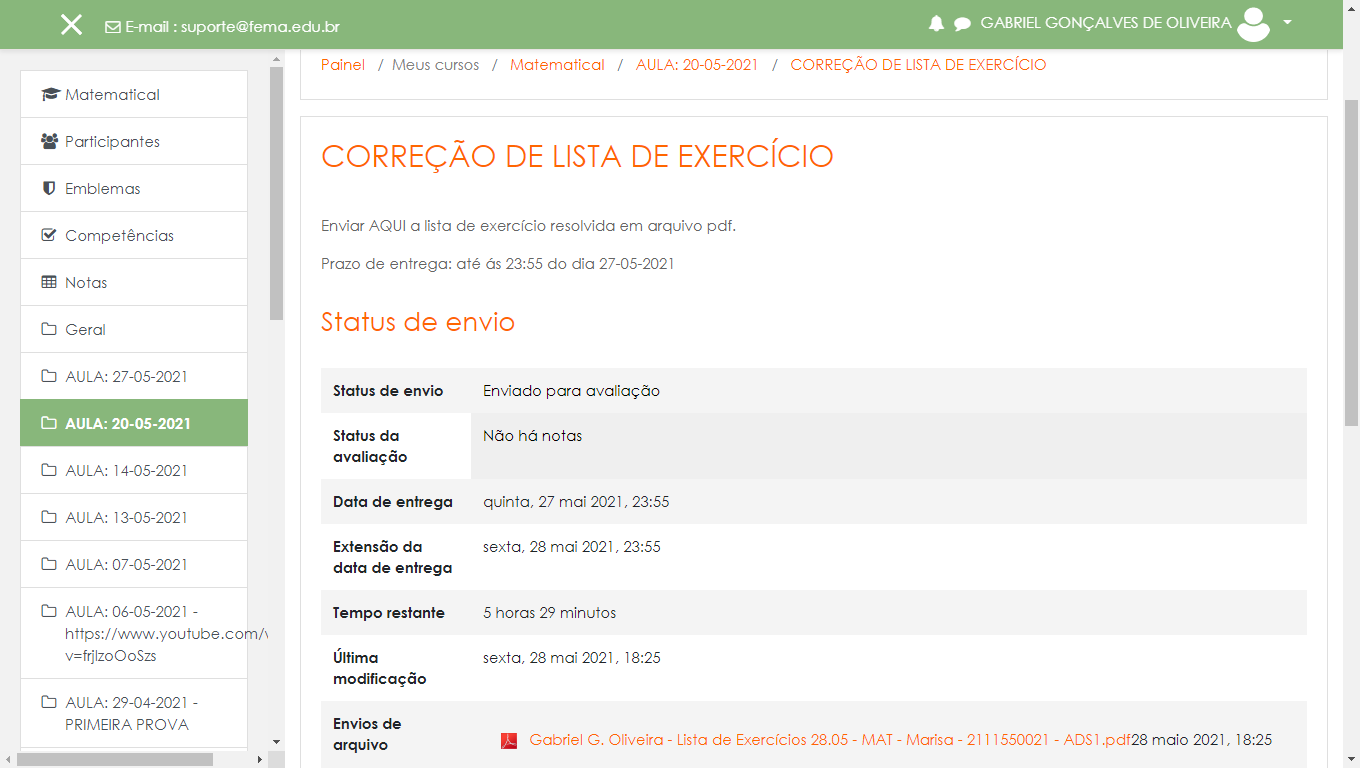 E-mail : suporte@fema.edu.br
GABRIEL GONÇALVES DE OLIVEIRA
Matematical
Participantes
Emblemas
Competências
Notas
Geral
AULA: 27-05-2021
AULA: 20-05-2021
AULA: 14-05-2021
AULA: 13-05-2021
AULA: 07-05-2021
AULA: 06-05-2021 -
https://www.youtube.com/
v=frjlzoOoSzs
AULA: 29-04-2021 -
PRIMEIRA PROVA
Painel / Meus cursos / Matematical / AULA: 20-05-2021 / CORREÇÃO DE LISTA DE EXERCÍCIO
CORREÇÃO DE LISTA DE EXERCÍCIO
Enviar AQUI a lista de exercício resolvida em arquivo pdf.
Prazo de entrega: até ás 23:55 do dia 27-05-2021
Status de envio
Status de envio Enviado para avaliação
Status da
avaliação
Não há notas
Data de entrega quinta, 27 mai 2021, 23:55
Extensão da
data de entrega
sexta, 28 mai 2021, 23:55
Tempo restante 5 horas 29 minutos
Última
modificação
sexta, 28 mai 2021, 18:25
Envios de
arquivo
Gabriel G. Oliveira - Lista de Exercícios 28.05 - MAT - Marisa - 2111550021 - ADS1.pdf28 maio 2021, 18:25